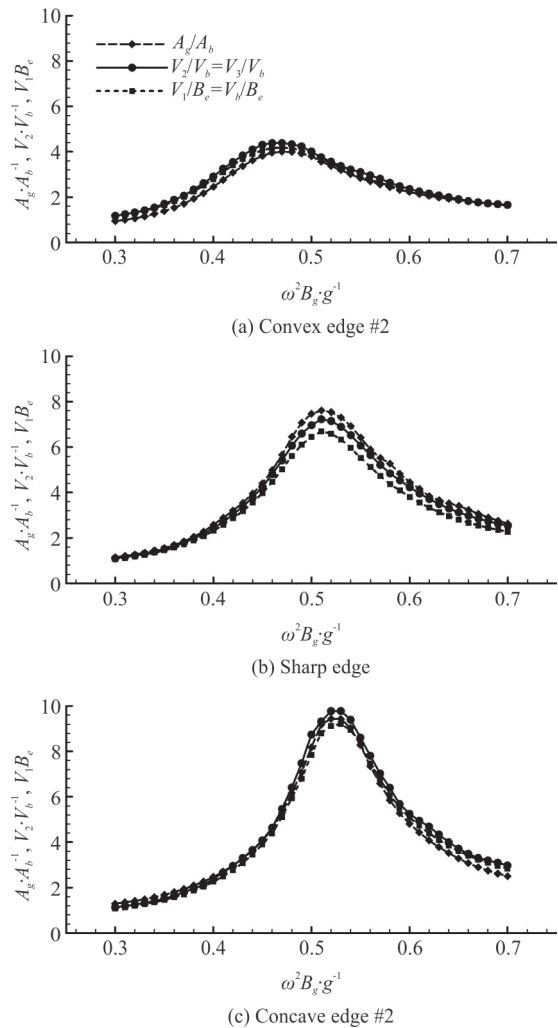 10
8
6
4
2
0
A_g·A_b^-1, V_2·V_b^-1, V_1B_e
A_g/A_b
V_2/V_b=V_3/V_b
V_1/B_e=V_b/B_e
0.3 0.4 0.5 0.6 0.7
ω^2B_g·g^-1
(a) Convex edge #2
10
8
6
4
2
0
A_g·A_b^-1, V_2·V_b^-1, V_1B_e
0.3 0.4 0.5 0.6 0.7
ω^2B_g·g^-1
(b) Sharp edge
10
8
6
4
2
0
A_g·A_b^-1, V_2·V_b^-1, V_1B_e
0.3 0.4 0.5 0.6 0.7
ω^2B_g·g^-1
(c) Concave edge #2